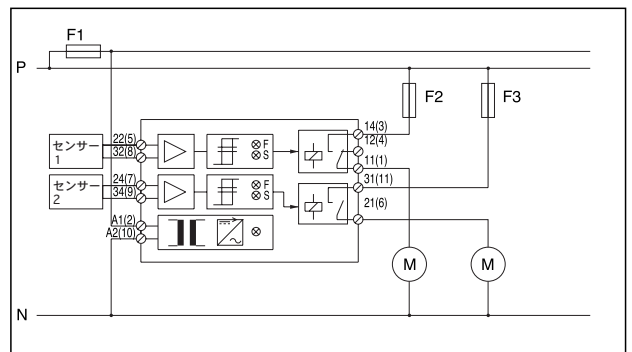 F1
P
F2
F3
センサー
1
22(5)
32(8)
F
S
14(3)
12(4)
11(1)
センサー
2
24(7)
34(9)
F
S
31(11)
21(6)
A1(2)
A2(10)
M
M
N